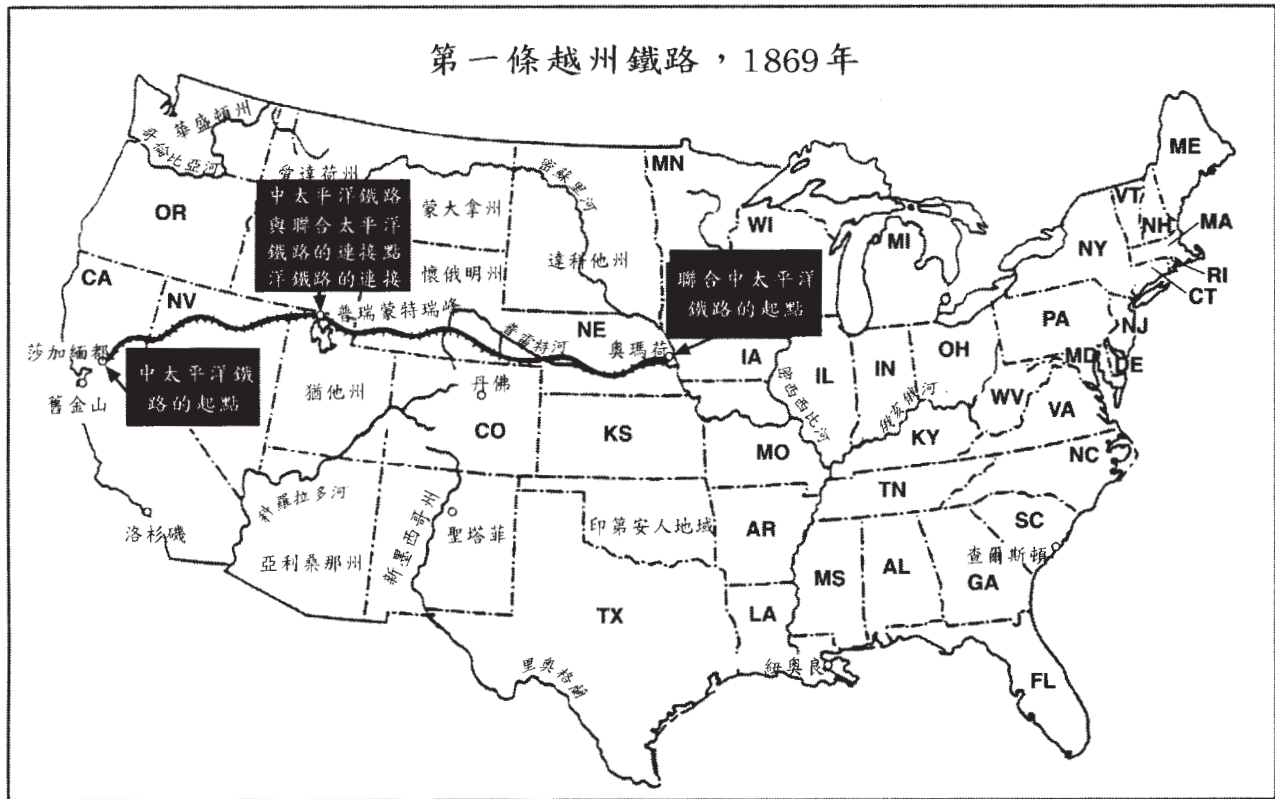 第一條越州鐵路，1869年
華盛頓州
哥倫比亞河
愛達荷州
密蘇里河
MN
ME
OR
中太平洋鐵路
與聯合太平洋
鐵路的連接點
洋鐵路的連接
蒙大拿州
達科他州
WI
MI
VT
NH
MA
NY
RI
CT
CA
NV
懷俄明州
聯合中太平洋
鐵路的起點
普瑞蒙特瑞峰
普雷特河
NE
奧瑪荷
PA
NJ
莎加緬都
中太平洋鐵
路的起點
舊金山
猶他州
丹佛
IA
IL
IN
OH
MD
DE
密西西比河
俄亥俄河
WV
VA
CO
KS
MO
KY
NC
科羅拉多河
TN
洛杉磯
亞利桑那州
新墨西哥州
聖塔菲
印第安人地域
AR
SC
查爾斯頓
MS
AL
GA
TX
LA
里奧格蘭
紐奧良
FL